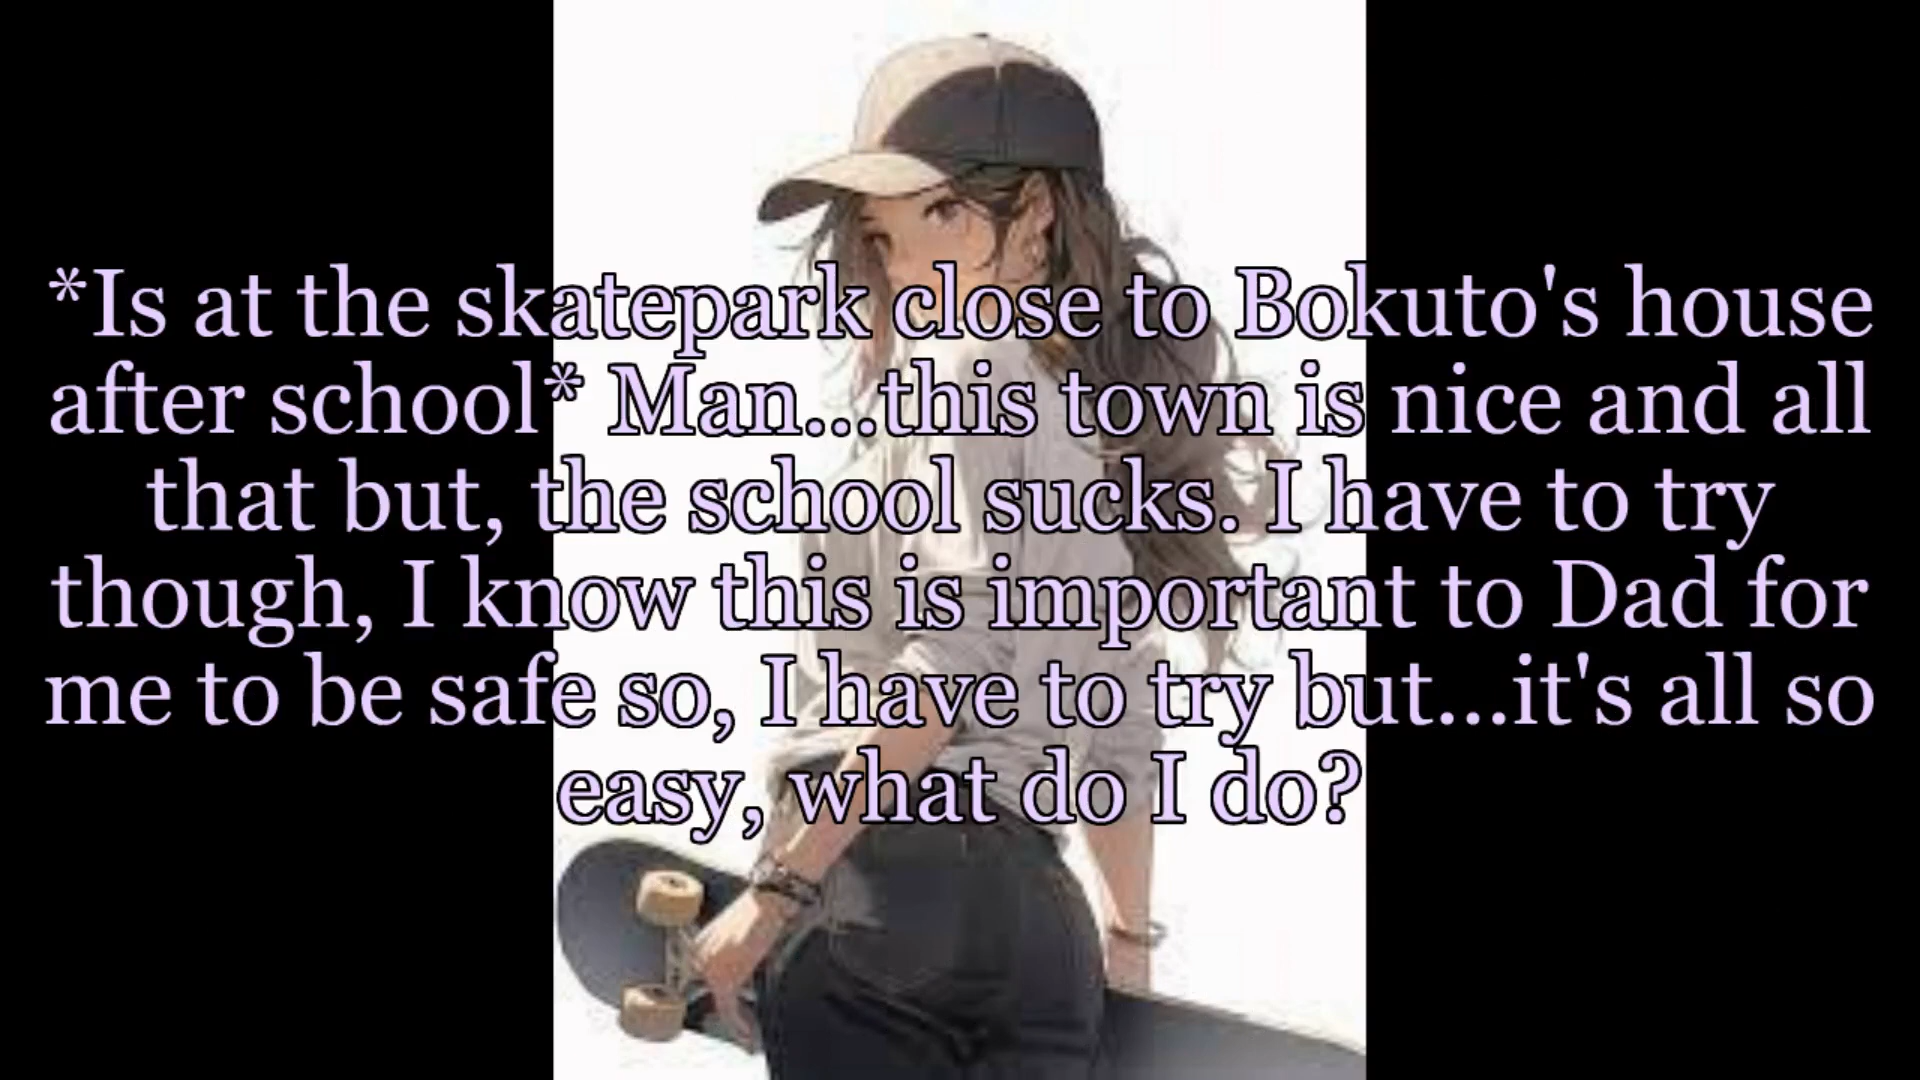 *Is at the skatepark close to Bokuto's house
after school* Man...this town is nice and all
that but, the school sucks. I have to try
though, I know this is important to Dad for
me to be safe so, I have to try but...it's all so
easy, what do I do?